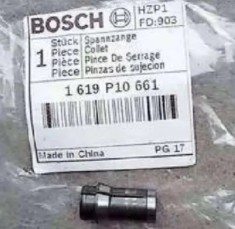 BOSCH HZP1
FD:903
1 Stück Spannzange
Piece Collet
Pièce Pince De Serrage
Piece Pinzas de sujecion
1 619 P10 661
Made in China PG 17